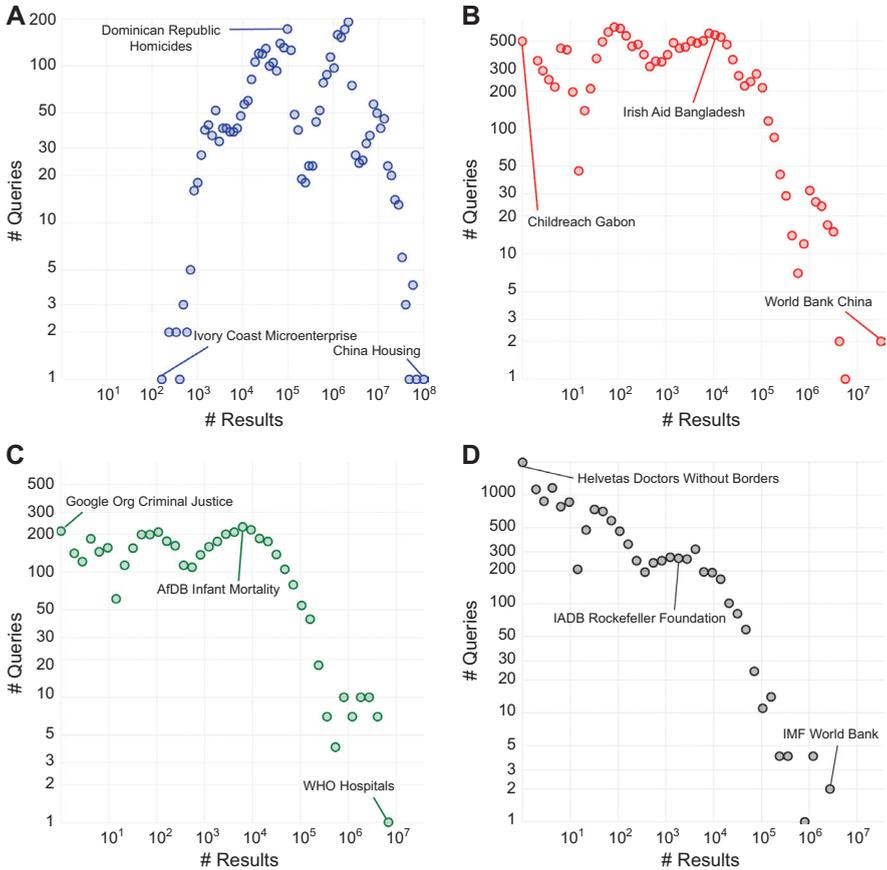 A
200
100
50
30
20
10
5
3
2
1
# Queries
Dominican Republic
Homicides
Ivory Coast Microenterprise
China Housing
10¹ 10² 10³ 10⁴ 10⁵ 10⁶ 10⁷ 10⁸
# Results
B
500
300
200
100
50
30
20
10
5
3
2
1
# Queries
Irish Aid Bangladesh
Childreach Gabon
World Bank China
10¹ 10² 10³ 10⁴ 10⁵ 10⁶ 10⁷
# Results
C
500
300
200
100
50
30
20
10
5
3
2
1
# Queries
Google Org Criminal Justice
AfDB Infant Mortality
WHO Hospitals
10¹ 10² 10³ 10⁴ 10⁵ 10⁶ 10⁷
# Results
D
1000
500
300
200
100
50
30
20
10
5
3
2
1
# Queries
Helvetas Doctors Without Borders
IADB Rockefeller Foundation
IMF World Bank
10¹ 10² 10³ 10⁴ 10⁵ 10⁶ 10⁷
# Results